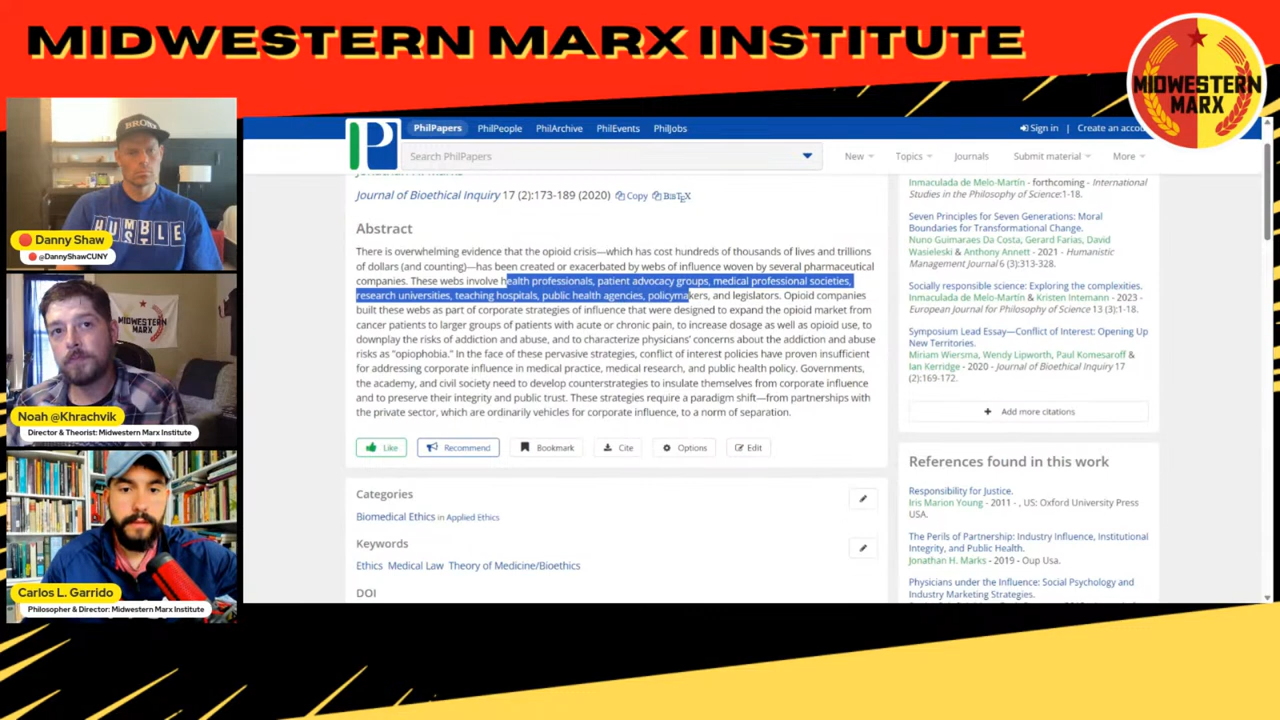 MIDWESTERN MARX INSTITUTE
MIDWESTERN
MARX
BRONX
HUMBLE
Danny Shaw
@DannyShawCUNY
Noah @Khrachvik
Director & Theorist: Midwestern Marx Institute
Carlos L. Garrido
Philosopher & Director: Midwestern Marx Institute
PhilPapers PhilPeople PhilArchive PhilEvents PhilJobs
Sign in | Create an accou
Search PhilPapers
New Topics Journals Submit material More
Journal of Bioethical Inquiry 17 (2):173-189 (2020) Copy BIBTEX
Abstract
There is overwhelming evidence that the opioid crisis—which has cost hundreds of thousands of lives and trillions
of dollars (and counting)—has been created or exacerbated by webs of influence woven by several pharmaceutical
companies. These webs involve health professionals, patient advocacy groups, medical professional societies,
research universities, teaching hospitals, public health agencies, policymakers, and legislators. Opioid companies
built these webs as part of corporate strategies of influence that were designed to expand the opioid market from
cancer patients to larger groups of patients with acute or chronic pain, to increase dosage as well as opioid use, to
downplay the risks of addiction and abuse, and to characterize physicians' concerns about the addiction and abuse
risks as "opiophobia." In the face of these pervasive strategies, conflict of interest policies have proven insufficient
for addressing corporate influence in medical practice, medical research, and public health policy. Governments,
the academy, and civil society need to develop counterstrategies to insulate themselves from corporate influence
and to preserve their integrity and public trust. These strategies require a paradigm shift—from partnerships with
the private sector, which are ordinarily vehicles for corporate influence, to a norm of separation.
Like Recommend Bookmark Cite Options Edit
Categories
Biomedical Ethics in Applied Ethics
Keywords
Ethics Medical Law Theory of Medicine/Bioethics
DOI
Inmaculada de Melo-Martín - forthcoming - International
Studies in the Philosophy of Science:1-18.
Seven Principles for Seven Generations: Moral
Boundaries for Transformational Change.
Nuno Guimaraes Da Costa, Gerard Farias, David
Wasieleski & Anthony Annett - 2021 - Humanistic
Management Journal 6 (3):313-328.
Socially responsible science: Exploring the complexities.
Inmaculada de Melo-Martín & Kristen Intemann - 2023 -
European Journal for Philosophy of Science 13 (3):1-18.
Symposium Lead Essay—Conflict of Interest: Opening Up
New Territories.
Miriam Wiersma, Wendy Lipworth, Paul Komesaroff &
Ian Kerridge - 2020 - Journal of Bioethical Inquiry 17
(2):169-172.
Add more citations
References found in this work
Responsibility for Justice.
Iris Marion Young - 2011 - , US: Oxford University Press
USA.
The Perils of Partnership: Industry Influence, Institutional
Integrity, and Public Health.
Jonathan H. Marks - 2019 - Oup Usa.
Physicians under the Influence: Social Psychology and
Industry Marketing Strategies.